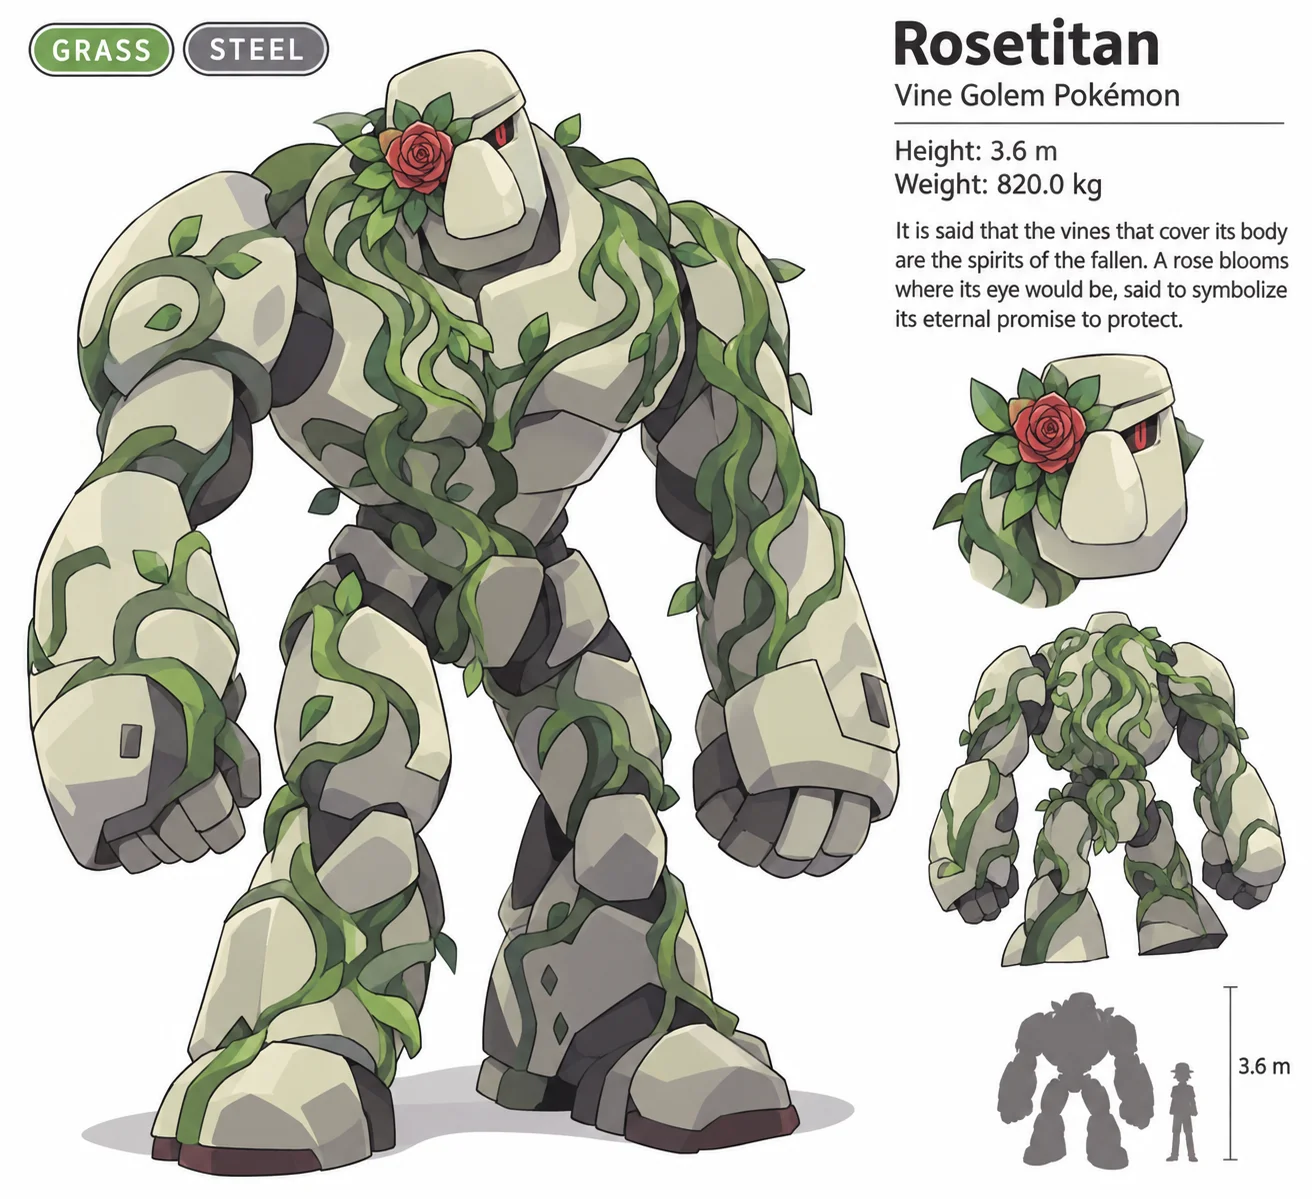 GRASS STEEL
Rosetitan
Vine Golem Pokémon
Height: 3.6 m
Weight: 820.0 kg
It is said that the vines that cover its body
are the spirits of the fallen. A rose blooms
where its eye would be, said to symbolize
its eternal promise to protect.
3.6 m